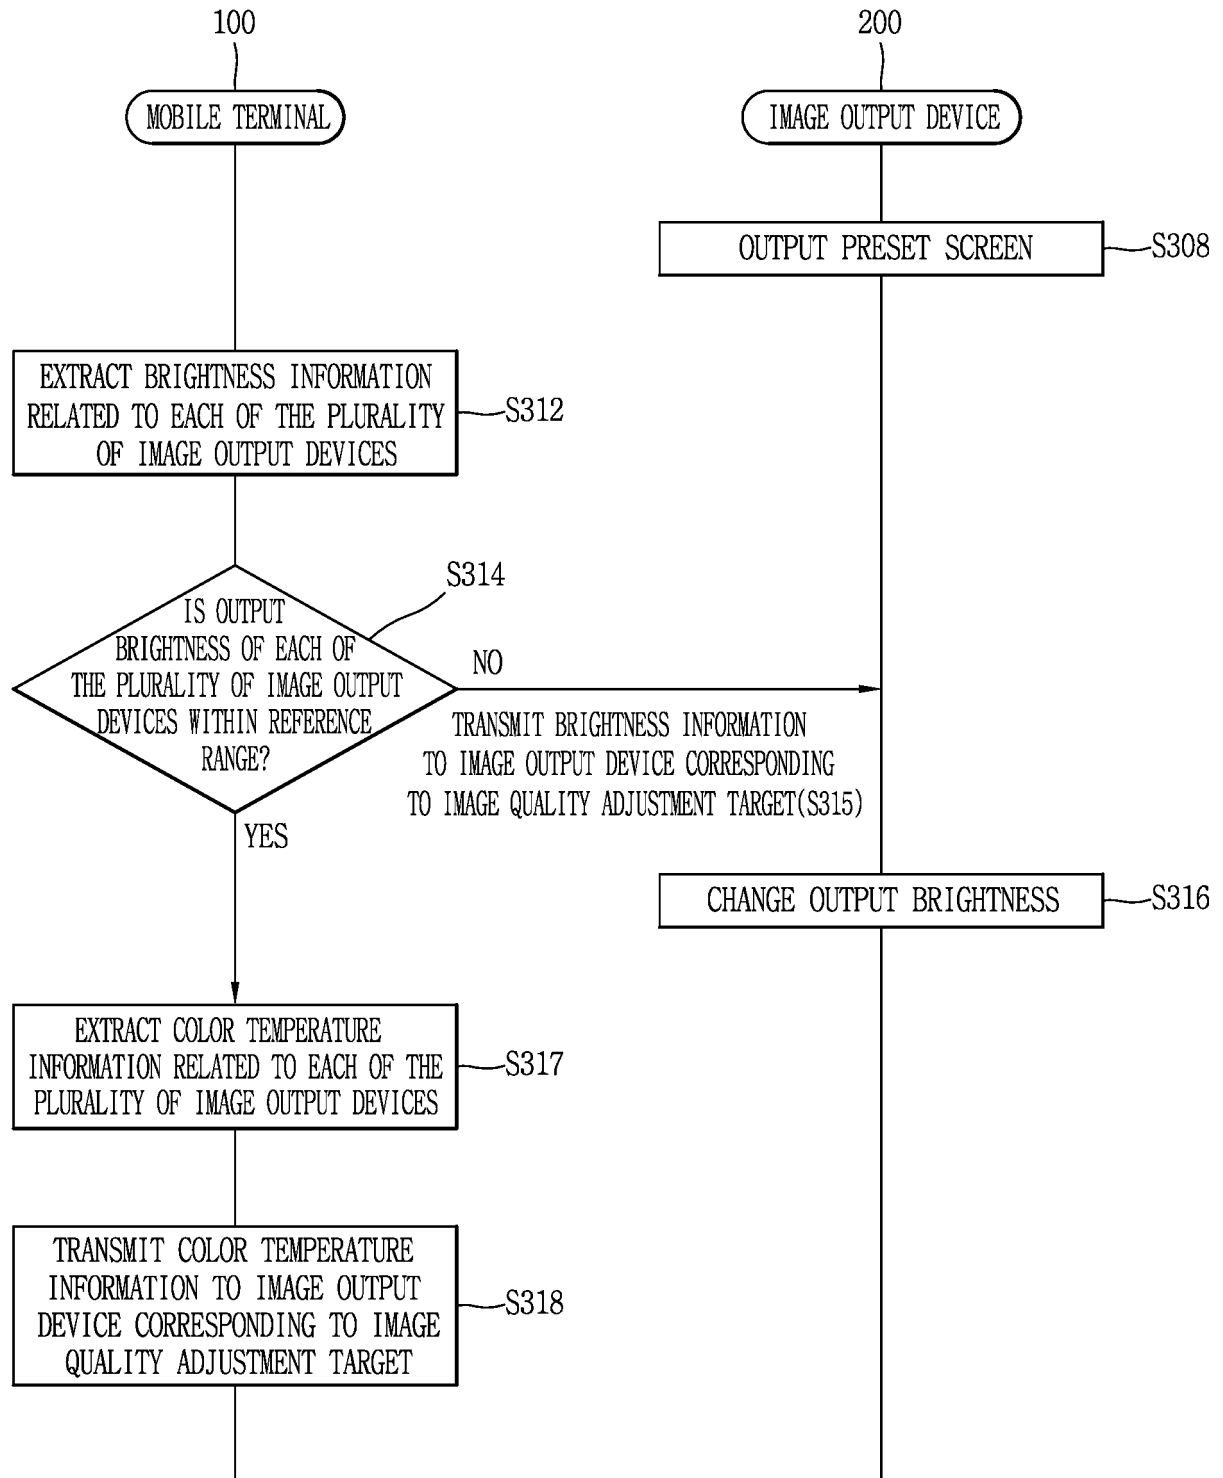 100
200
MOBILE TERMINAL
IMAGE OUTPUT DEVICE
OUTPUT PRESET SCREEN
S308
EXTRACT BRIGHTNESS INFORMATION
RELATED TO EACH OF THE PLURALITY
OF IMAGE OUTPUT DEVICES
S312
S314
IS OUTPUT
BRIGHTNESS OF EACH OF
THE PLURALITY OF IMAGE OUTPUT
DEVICES WITHIN REFERENCE
RANGE?
NO
TRANSMIT BRIGHTNESS INFORMATION
TO IMAGE OUTPUT DEVICE CORRESPONDING
TO IMAGE QUALITY ADJUSTMENT TARGET(S315)
YES
CHANGE OUTPUT BRIGHTNESS
S316
EXTRACT COLOR TEMPERATURE
INFORMATION RELATED TO EACH OF THE
PLURALITY OF IMAGE OUTPUT DEVICES
S317
TRANSMIT COLOR TEMPERATURE
INFORMATION TO IMAGE OUTPUT
DEVICE CORRESPONDING TO IMAGE
QUALITY ADJUSTMENT TARGET
S318